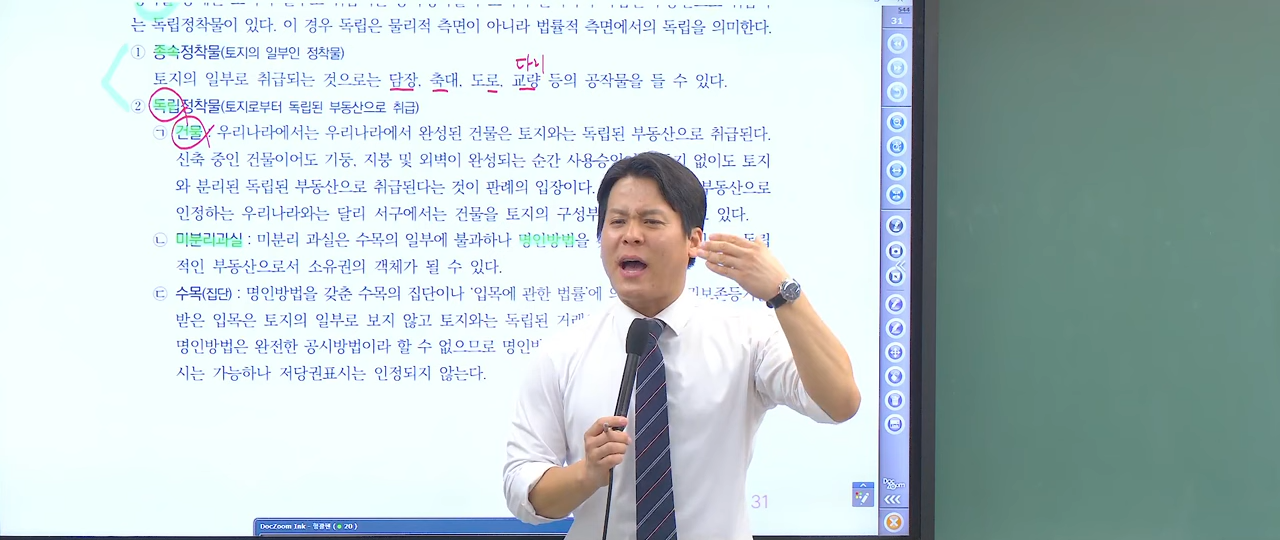 는 독립정착물이 있다. 이 경우 독립은 물리적 측면이 아니라 법률적 측면에서의 독립을 의미한다.
① 종속정착물(토지의 일부인 정착물)
다리
토지의 일부로 취급되는 것으로는 담장, 축대, 도로, 교량 등의 공작물을 들 수 있다.
② 독립정착물(토지로부터 독립된 부동산으로 취급)
㉠ 건물 : 우리나라에서는 우리나라에서 완성된 건물은 토지와는 독립된 부동산으로 취급된다.
신축 중인 건물이어도 기둥, 지붕 및 외벽이 완성되는 순간 없이도 토지
와 분리된 독립된 부동산으로 취급된다는 것이 판례의 입장이다. 부동산으로
인정하는 우리나라와는 달리 서구에서는 건물을 토지의 있다.
㉡ 미분리과실 : 미분리 과실은 수목의 일부에 불과하나 명인방법을
적인 부동산으로서 소유권의 객체가 될 수 있다.
㉢ 수목(집단) : 명인방법을 갖춘 수목의 집단이나 '입목에 관한 법률'에
받은 입목은 토지의 일부로 보지 않고 토지와는 독립된
명인방법은 완전한 공시방법이라 할 수 없으므로
시는 가능하나 저당권표시는 인정되지 않는다.
31
DocZoom Ink - 형광펜 ( 20 )
544
31
DocZoom